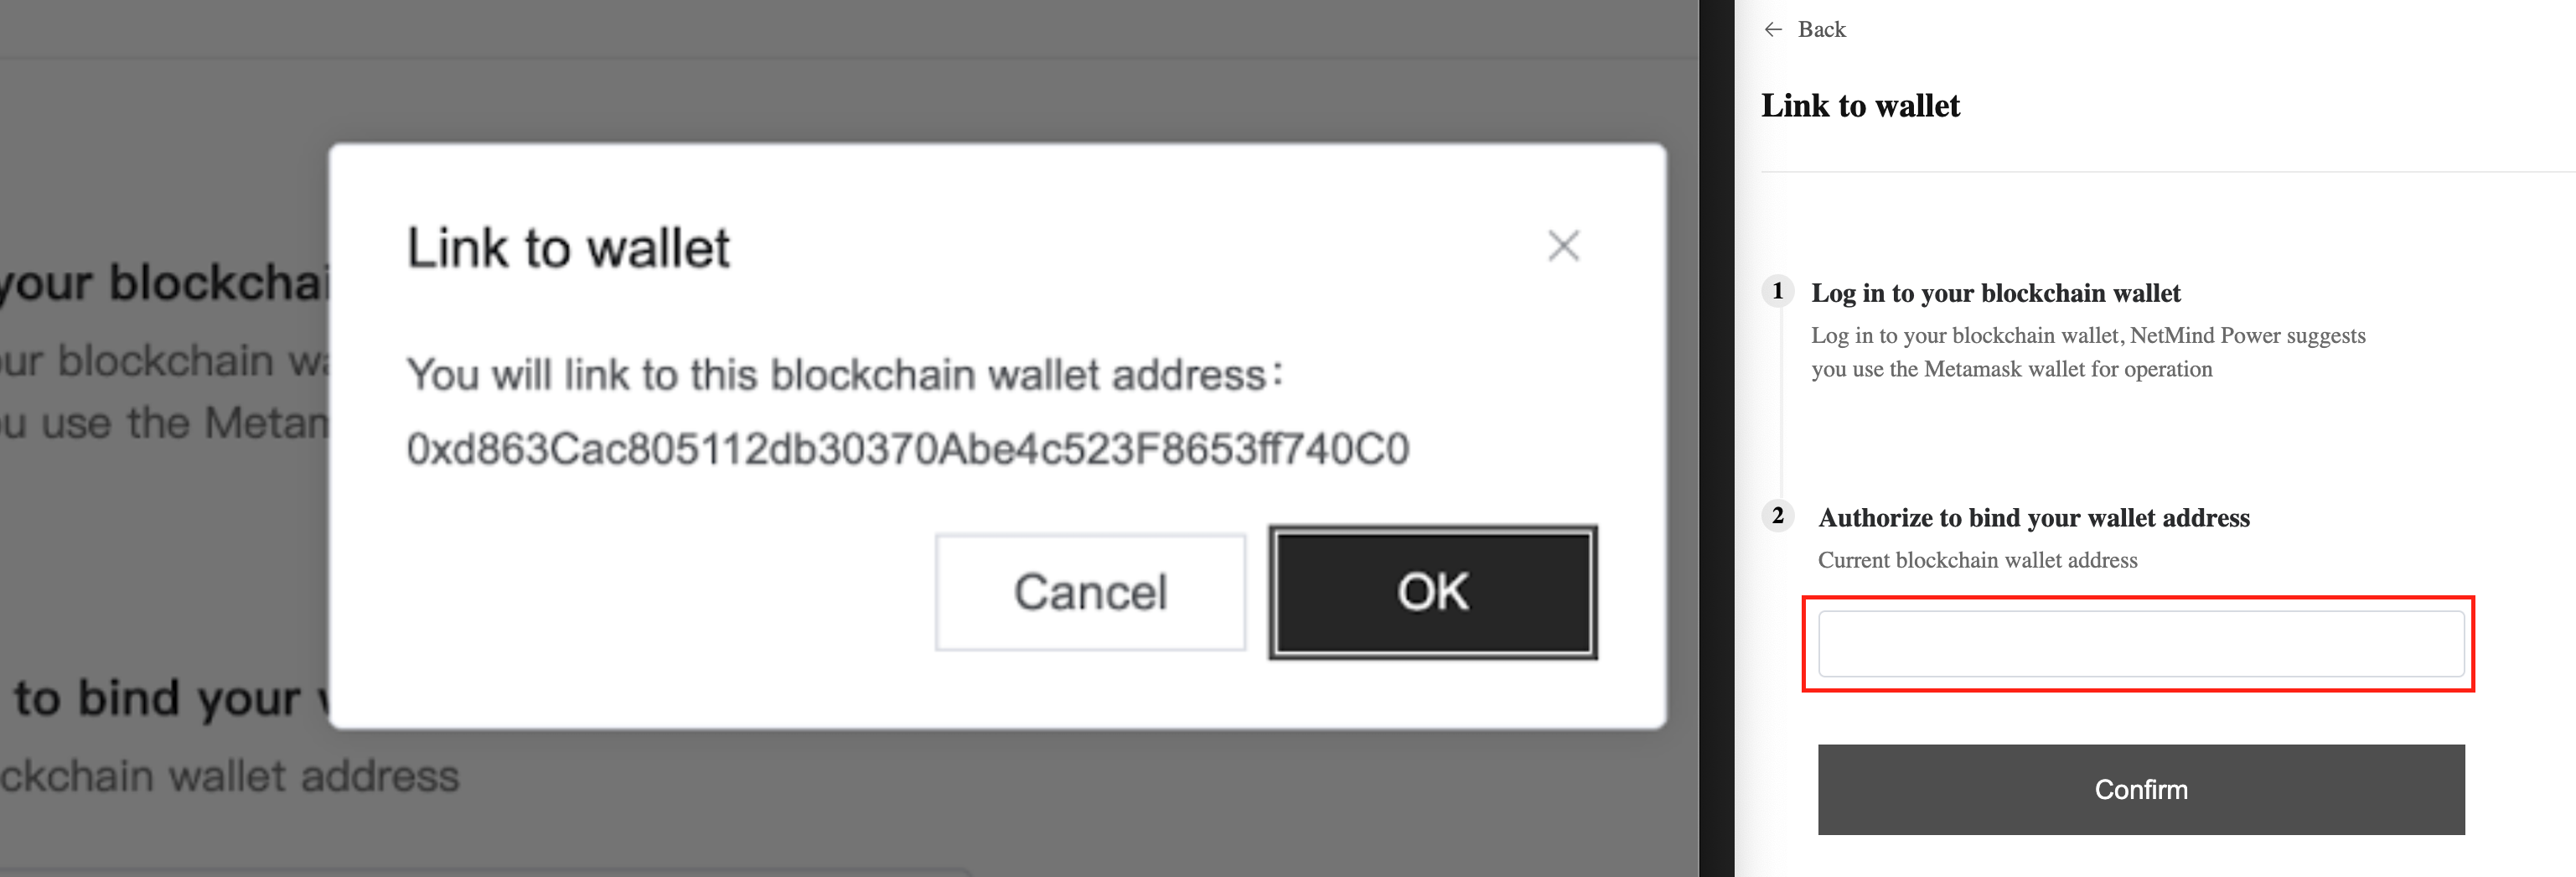 Link to wallet
your blockchai
ur blockchain wa
u use the Metam
You will link to this blockchain wallet address:
0xd863Cac805112db30370Abe4c523F8653ff740C0
Cancel
OK
to bind your
ckchain wallet address
Back
Link to wallet
1
Log in to your blockchain wallet
Log in to your blockchain wallet, NetMind Power suggests
you use the Metamask wallet for operation
2
Authorize to bind your wallet address
Current blockchain wallet address
Confirm